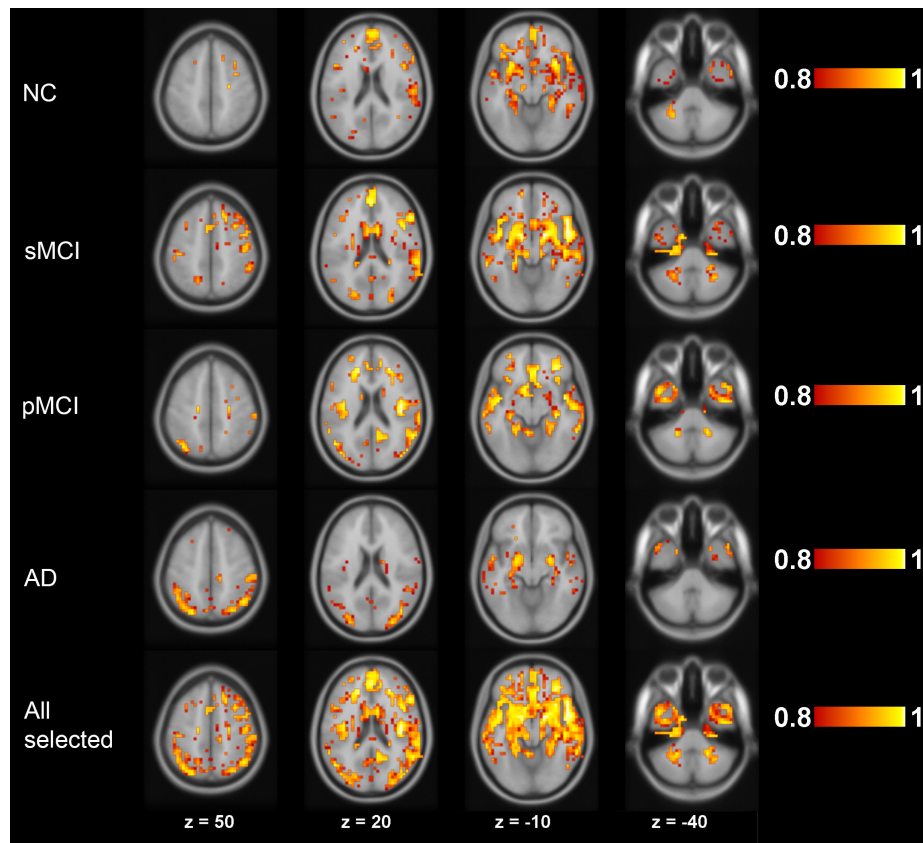 NC
0.8 1
sMCI
0.8 1
pMCI
0.8 1
AD
0.8 1
All
selected
0.8 1
z = 50 z = 20 z = -10 z = -40